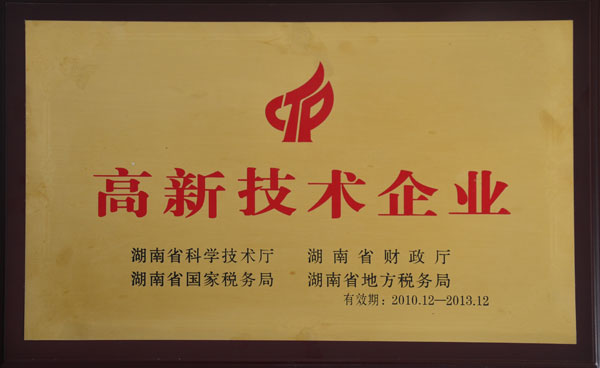 高新技术企业
湖南省科学技术厅 湖南省财政厅
湖南省国家税务局 湖南省地方税务局
有效期：2010.12—2013.12